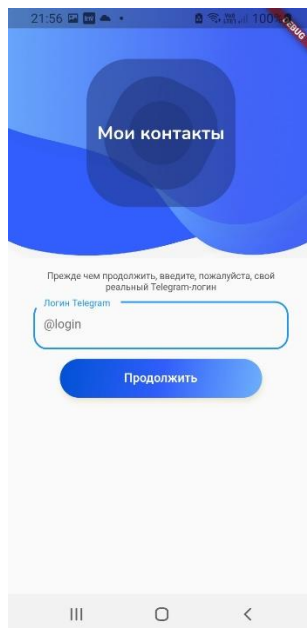 21:56
100%
DEBUG
Мои контакты
Прежде чем продолжить, введите, пожалуйста, свой
реальный Telegram-логин
Логин Telegram
@login
Продолжить